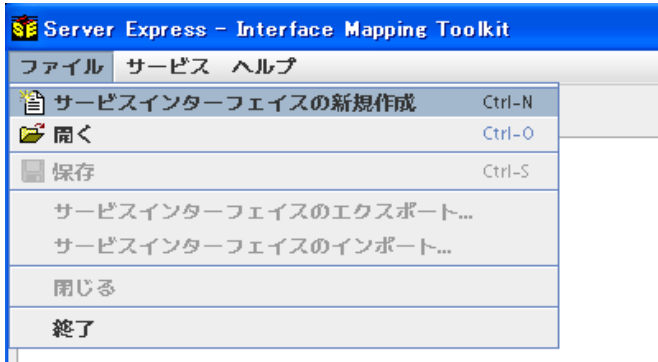 Server Express - Interface Mapping Toolkit
ファイル サービス ヘルプ
サービスインターフェイスの新規作成 Ctrl-N
開く Ctrl-O
保存 Ctrl-S
サービスインターフェイスのエクスポート...
サービスインターフェイスのインポート...
閉じる
終了